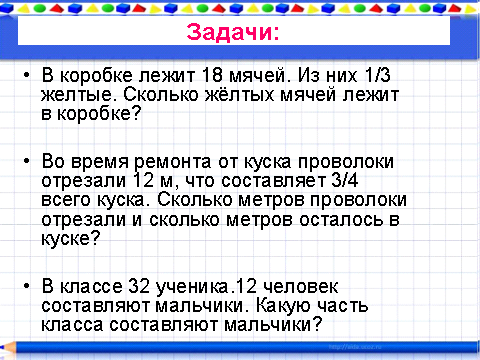 Задачи:
• В коробке лежит 18 мячей. Из них 1/3
желтые. Сколько жёлтых мячей лежит
в коробке?
• Во время ремонта от куска проволоки
отрезали 12 м, что составляет 3/4
всего куска. Сколько метров проволоки
отрезали и сколько метров осталось в
куске?
• В классе 32 ученика.12 человек
составляют мальчики. Какую часть
класса составляют мальчики?